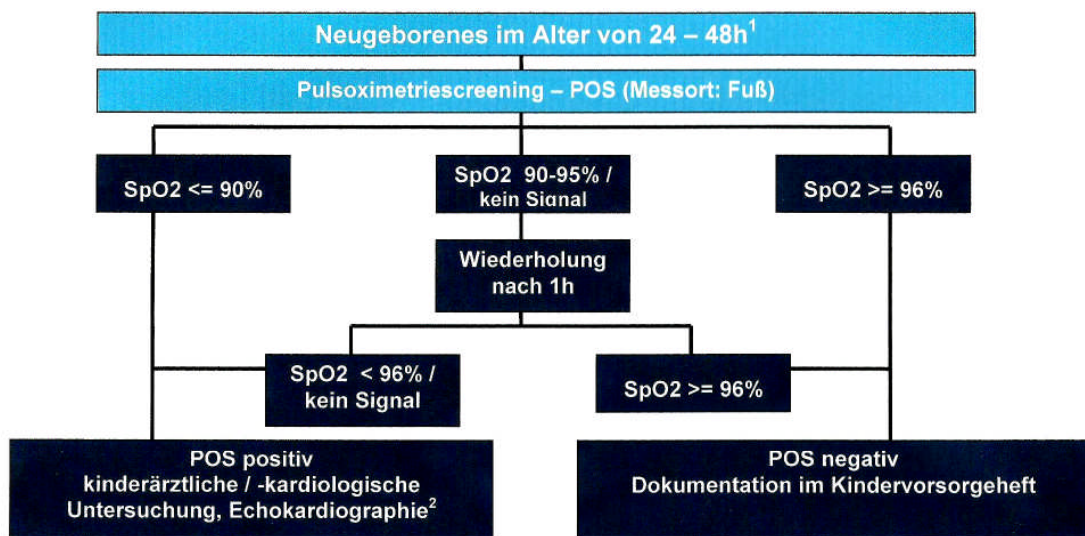 Neugeborenes im Alter von 24 – 48h¹
Pulsoximetriescreening – POS (Messort: Fuß)
SpO2 <= 90%
SpO2 90-95% /
kein Signal
SpO2 >= 96%
Wiederholung
nach 1h
SpO2 < 96% /
kein Signal
SpO2 >= 96%
POS positiv
kinderärztliche / -kardiologische
Untersuchung, Echokardiographie²
POS negativ
Dokumentation im Kindervorsorgeheft